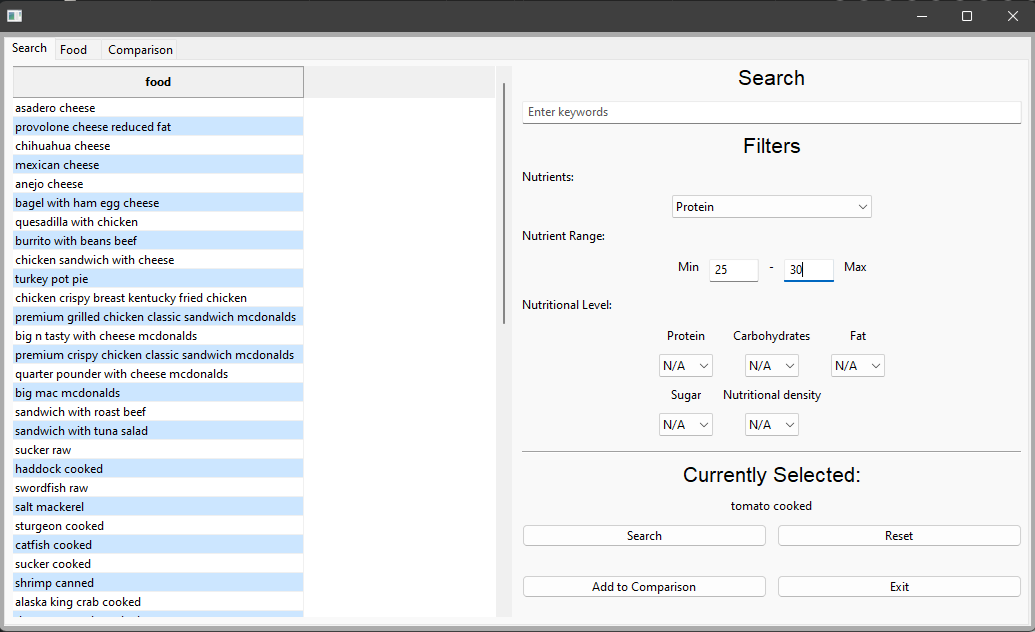 Search Food Comparison
food
asadero cheese
provolone cheese reduced fat
chihuahua cheese
mexican cheese
anejo cheese
bagel with ham egg cheese
quesadilla with chicken
burrito with beans beef
chicken sandwich with cheese
turkey pot pie
chicken crispy breast kentucky fried chicken
premium grilled chicken classic sandwich mcdonalds
big n tasty with cheese mcdonalds
premium crispy chicken classic sandwich mcdonalds
quarter pounder with cheese mcdonalds
big mac mcdonalds
sandwich with roast beef
sandwich with tuna salad
sucker raw
haddock cooked
swordfish raw
salt mackerel
sturgeon cooked
catfish cooked
sucker cooked
shrimp canned
alaska king crab cooked
Search
Enter keywords
Filters
Nutrients:
Protein
Nutrient Range:
Min 25 - 30 Max
Nutritional Level:
Protein Carbohydrates Fat
N/A N/A N/A
Sugar Nutritional density
N/A N/A
Currently Selected:
tomato cooked
Search Reset
Add to Comparison Exit